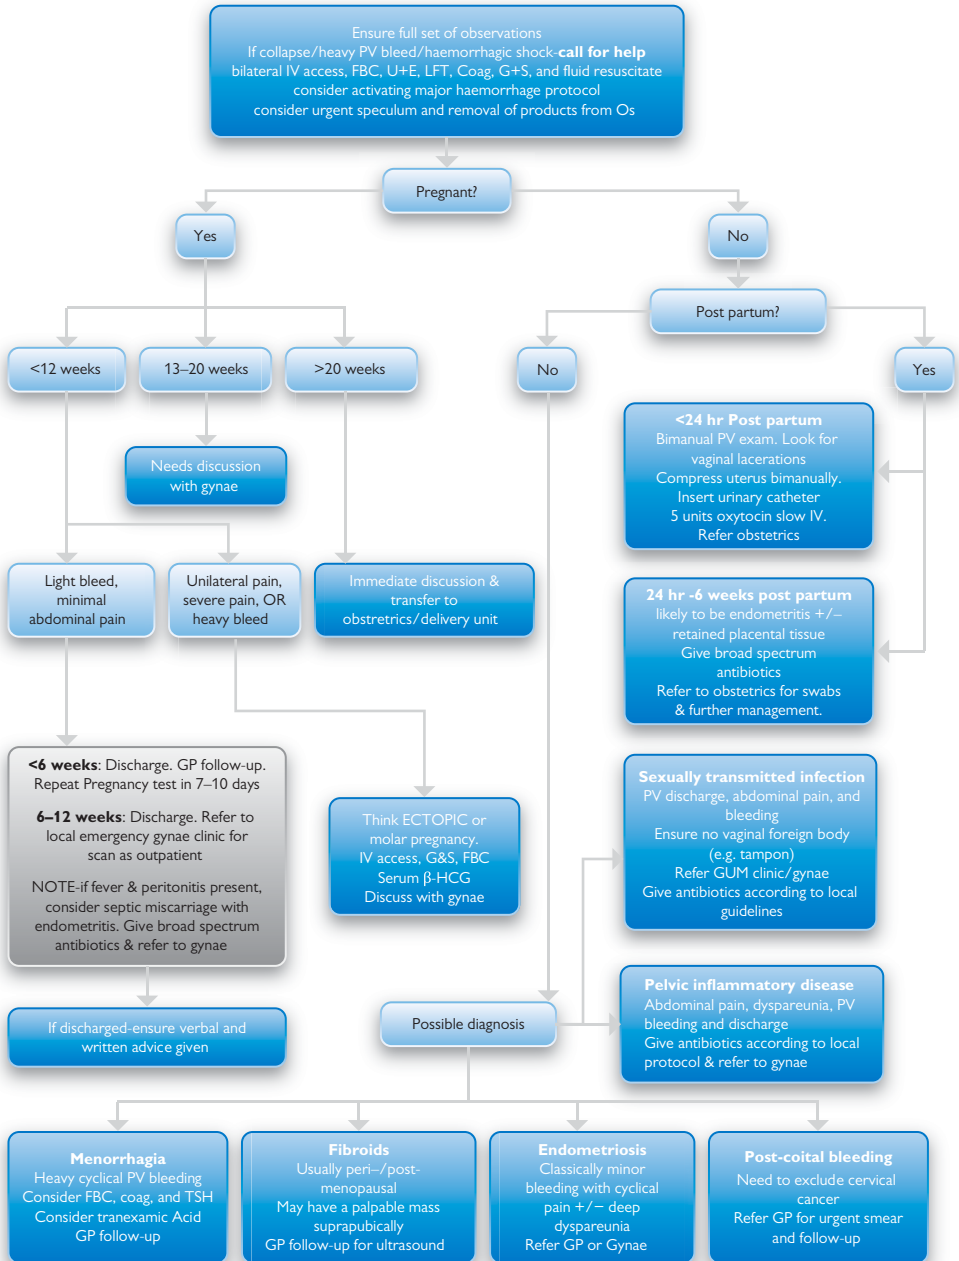 Ensure full set of observations
If collapse/heavy PV bleed/haemorrhagic shock-call for help
bilateral IV access, FBC, U+E, LFT, Coag, G+S, and fluid resuscitate
consider activating major haemorrhage protocol
consider urgent speculum and removal of products from Os
Pregnant?
Yes
No
Post partum?
<12 weeks
13–20 weeks
>20 weeks
No
Yes
Needs discussion
with gynae
<24 hr Post partum
Bimanual PV exam. Look for
vaginal lacerations
Compress uterus bimanually.
Insert urinary catheter
5 units oxytocin slow IV.
Refer obstetrics
Light bleed,
minimal
abdominal pain
Unilateral pain,
severe pain, OR
heavy bleed
Immediate discussion &
transfer to
obstretrics/delivery unit
24 hr -6 weeks post partum
likely to be endometritis +/–
retained placental tissue
Give broad spectrum
antibiotics
Refer to obstetrics for swabs
& further management.
<6 weeks: Discharge. GP follow-up.
Repeat Pregnancy test in 7–10 days
6–12 weeks: Discharge. Refer to
local emergency gynae clinic for
scan as outpatient
NOTE-if fever & peritonitis present,
consider septic miscarriage with
endometritis. Give broad spectrum
antibiotics & refer to gynae
Think ECTOPIC or
molar pregnancy.
IV access, G&S, FBC
Serum β-HCG
Discuss with gynae
Sexually transmitted infection
PV discharge, abdominal pain, and
bleeding
Ensure no vaginal foreign body
(e.g. tampon)
Refer GUM clinic/gynae
Give antibiotics according to local
guidelines
If discharged-ensure verbal and
written advice given
Possible diagnosis
Pelvic inflammatory disease
Abdominal pain, dyspareunia, PV
bleeding and discharge
Give antibiotics according to local
protocol & refer to gynae
Menorrhagia
Heavy cyclical PV bleeding
Consider FBC, coag, and TSH
Consider tranexamic Acid
GP follow-up
Fibroids
Usually peri–/post-
menopausal
May have a palpable mass
suprapubically
GP follow-up for ultrasound
Endometriosis
Classically minor
bleeding with cyclical
pain +/− deep
dyspareunia
Refer GP or Gynae
Post-coital bleeding
Need to exclude cervical
cancer
Refer GP for urgent smear
and follow-up